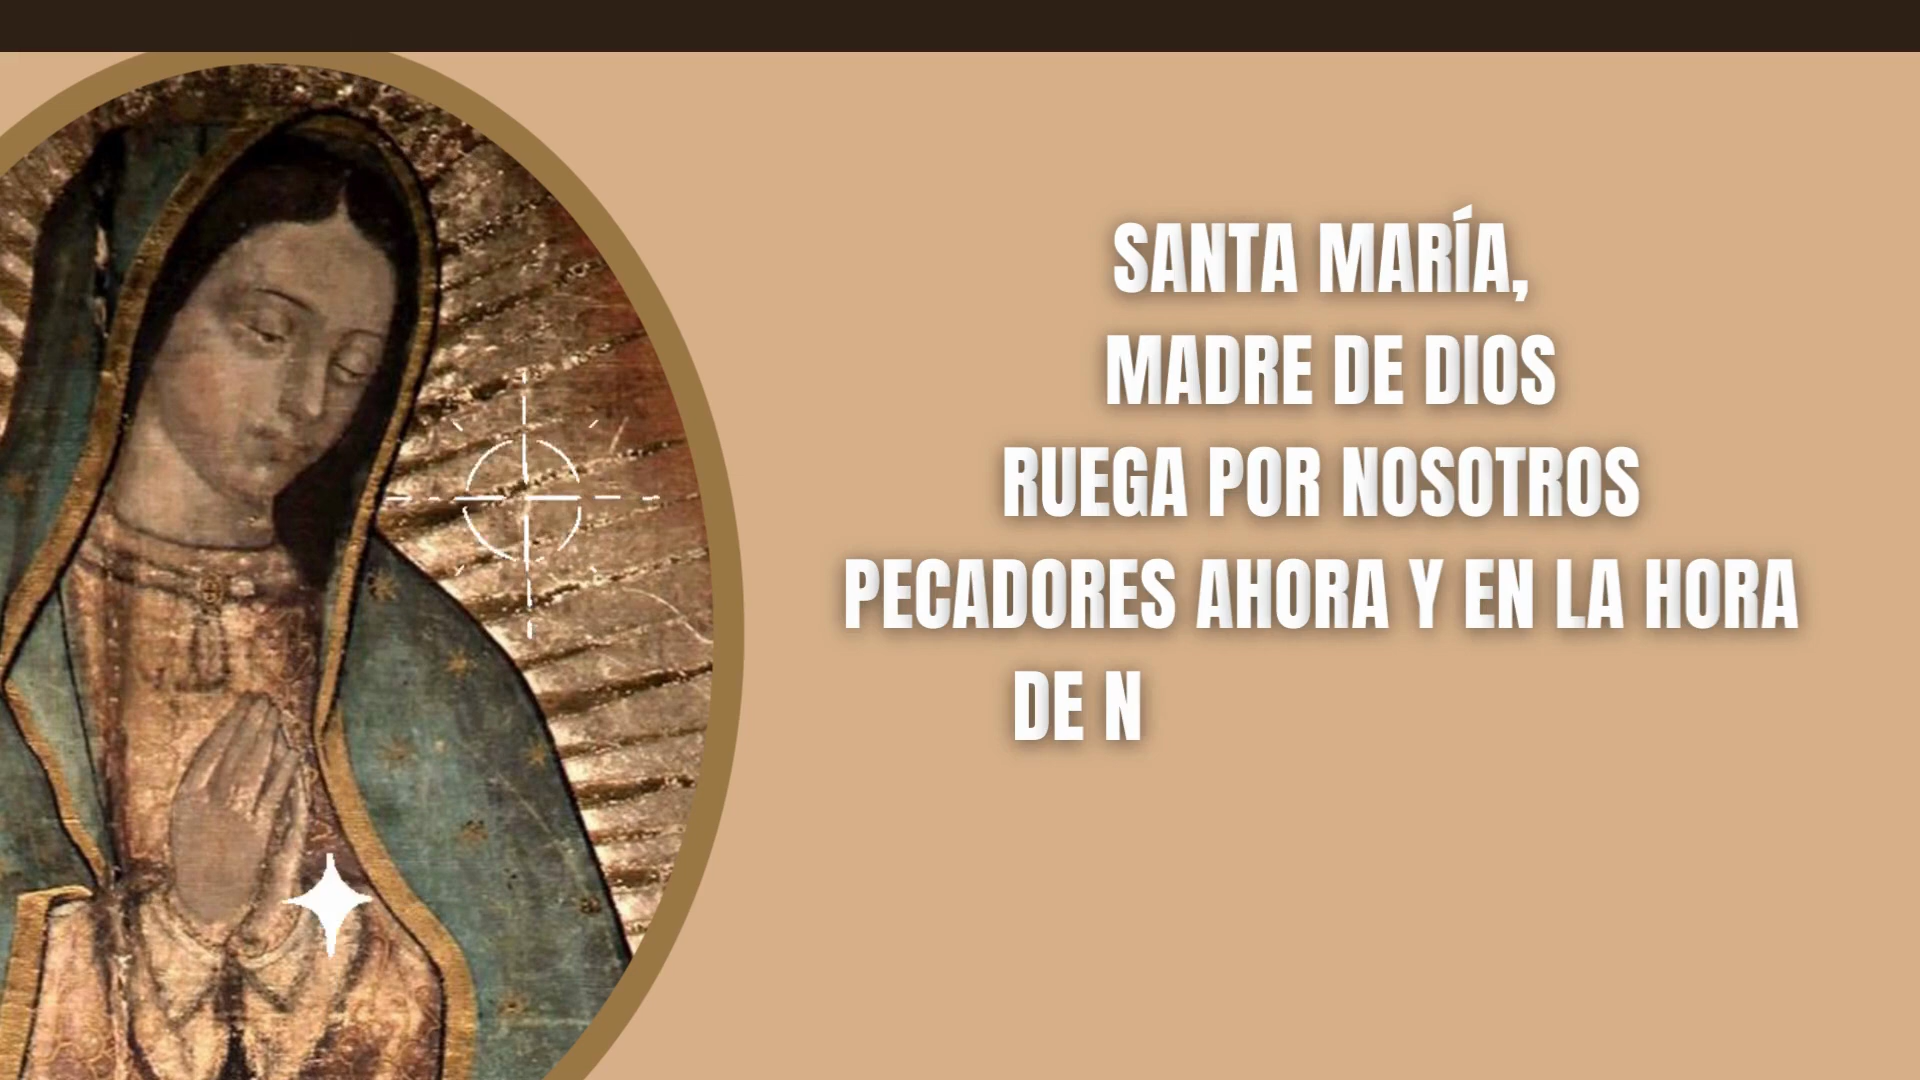 SANTA MARÍA,
MADRE DE DIOS
RUEGA POR NOSOTROS
PECADORES AHORA Y EN LA HORA
DE N